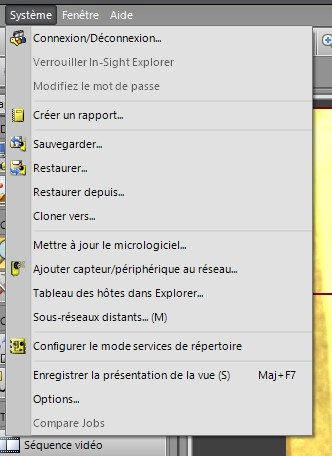 Système Fenêtre Aide
Connexion/Déconnexion...
Verrouiller In-Sight Explorer
Modifiez le mot de passe
Créer un rapport...
Sauvegarder...
Restaurer...
Restaurer depuis...
Cloner vers...
Mettre à jour le micrologiciel...
Ajouter capteur/périphérique au réseau...
Tableau des hôtes dans Explorer...
Sous-réseaux distants... (M)
Configurer le mode services de répertoire
Enregistrer la présentation de la vue (S) Maj+F7
Options...
Compare Jobs
Séquence vidéo